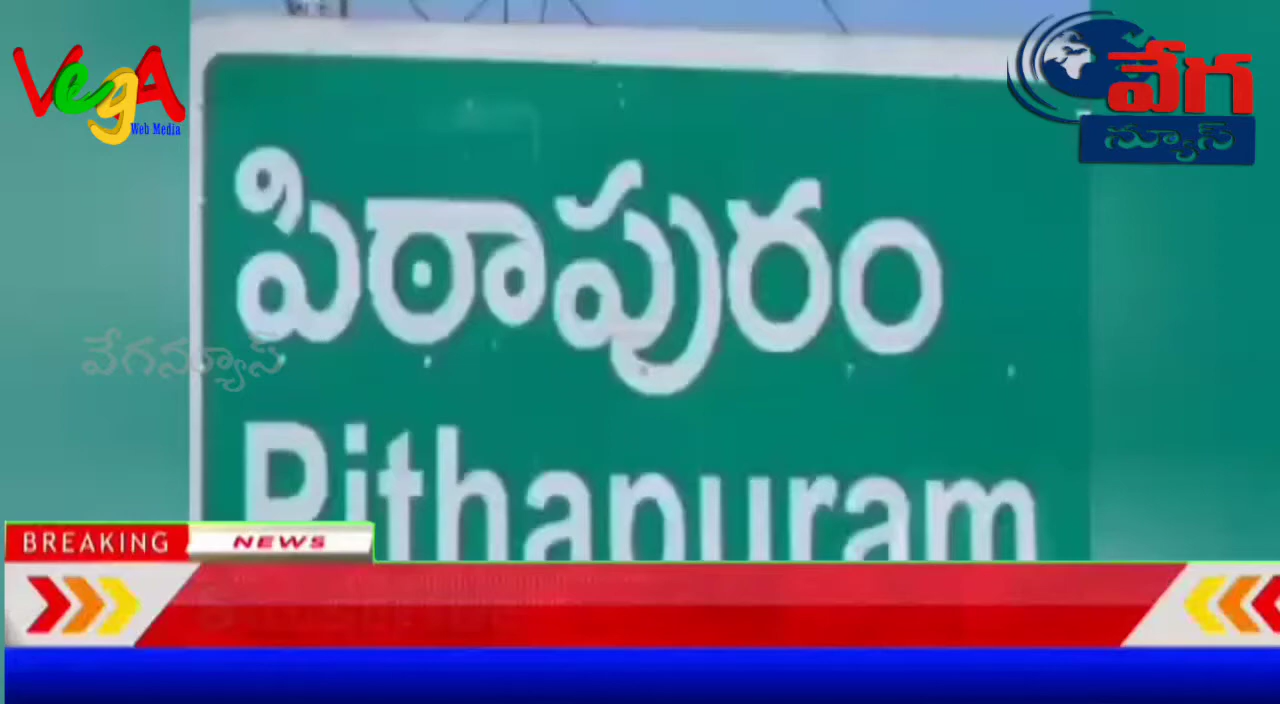 VegA
Web Media
వేగ
న్యూస్
పిఠాపురం
వేగన్యూస్
Pithapuram
BREAKING NEWS